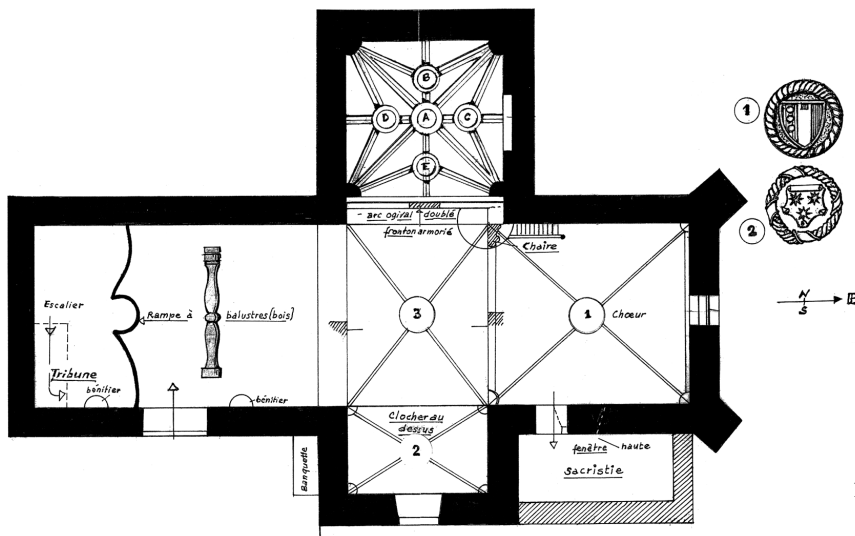 B
D A C
E
1
2
arc ogival doublé
fronton armorié
Chaire
N
S
E
Escalier
Rampe à
balustres (bois)
3
1
Chœur
Tribune
bénitier
bénitier
Clocher au
dessus
2
Banquette
fenêtre haute
Sacristie